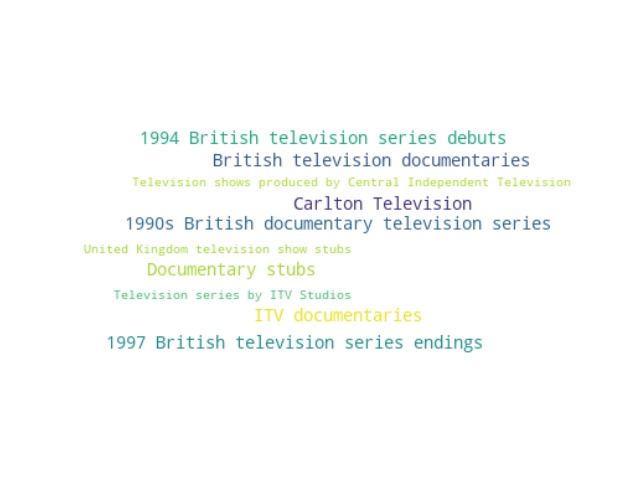 1994 British television series debuts
British television documentaries
Television shows produced by Central Independent Television
Carlton Television
1990s British documentary television series
United Kingdom television show stubs
Documentary stubs
Television series by ITV Studios
ITV documentaries
1997 British television series endings